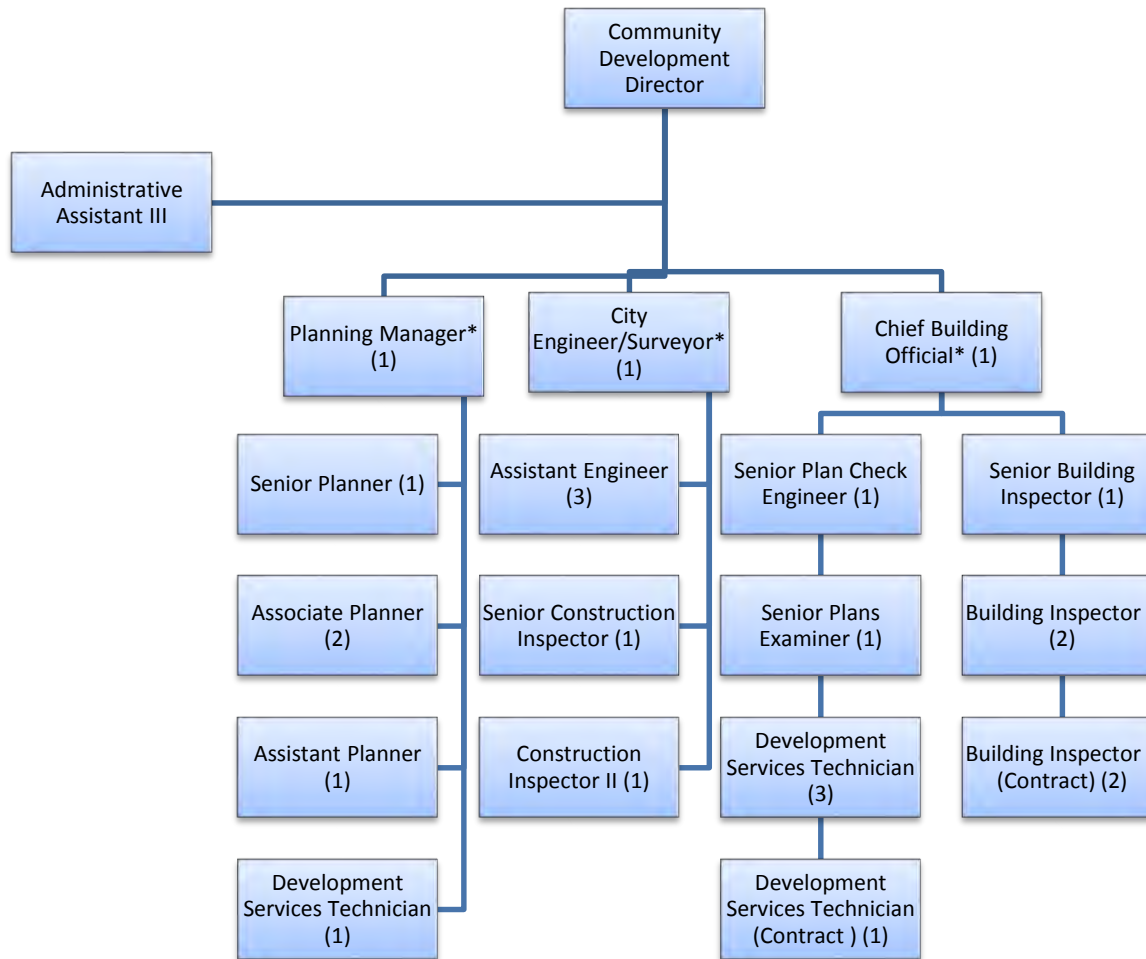 Community
Development
Director
Administrative
Assistant III
Planning Manager*
(1)
City
Engineer/Surveyor*
(1)
Chief Building
Official* (1)
Senior Planner (1)
Assistant Engineer
(3)
Senior Plan Check
Engineer (1)
Senior Building
Inspector (1)
Associate Planner
(2)
Senior Construction
Inspector (1)
Senior Plans
Examiner (1)
Building Inspector
(2)
Assistant Planner
(1)
Construction
Inspector II (1)
Development
Services Technician
(3)
Building Inspector
(Contract) (2)
Development
Services Technician
(1)
Development
Services Technician
(Contract ) (1)